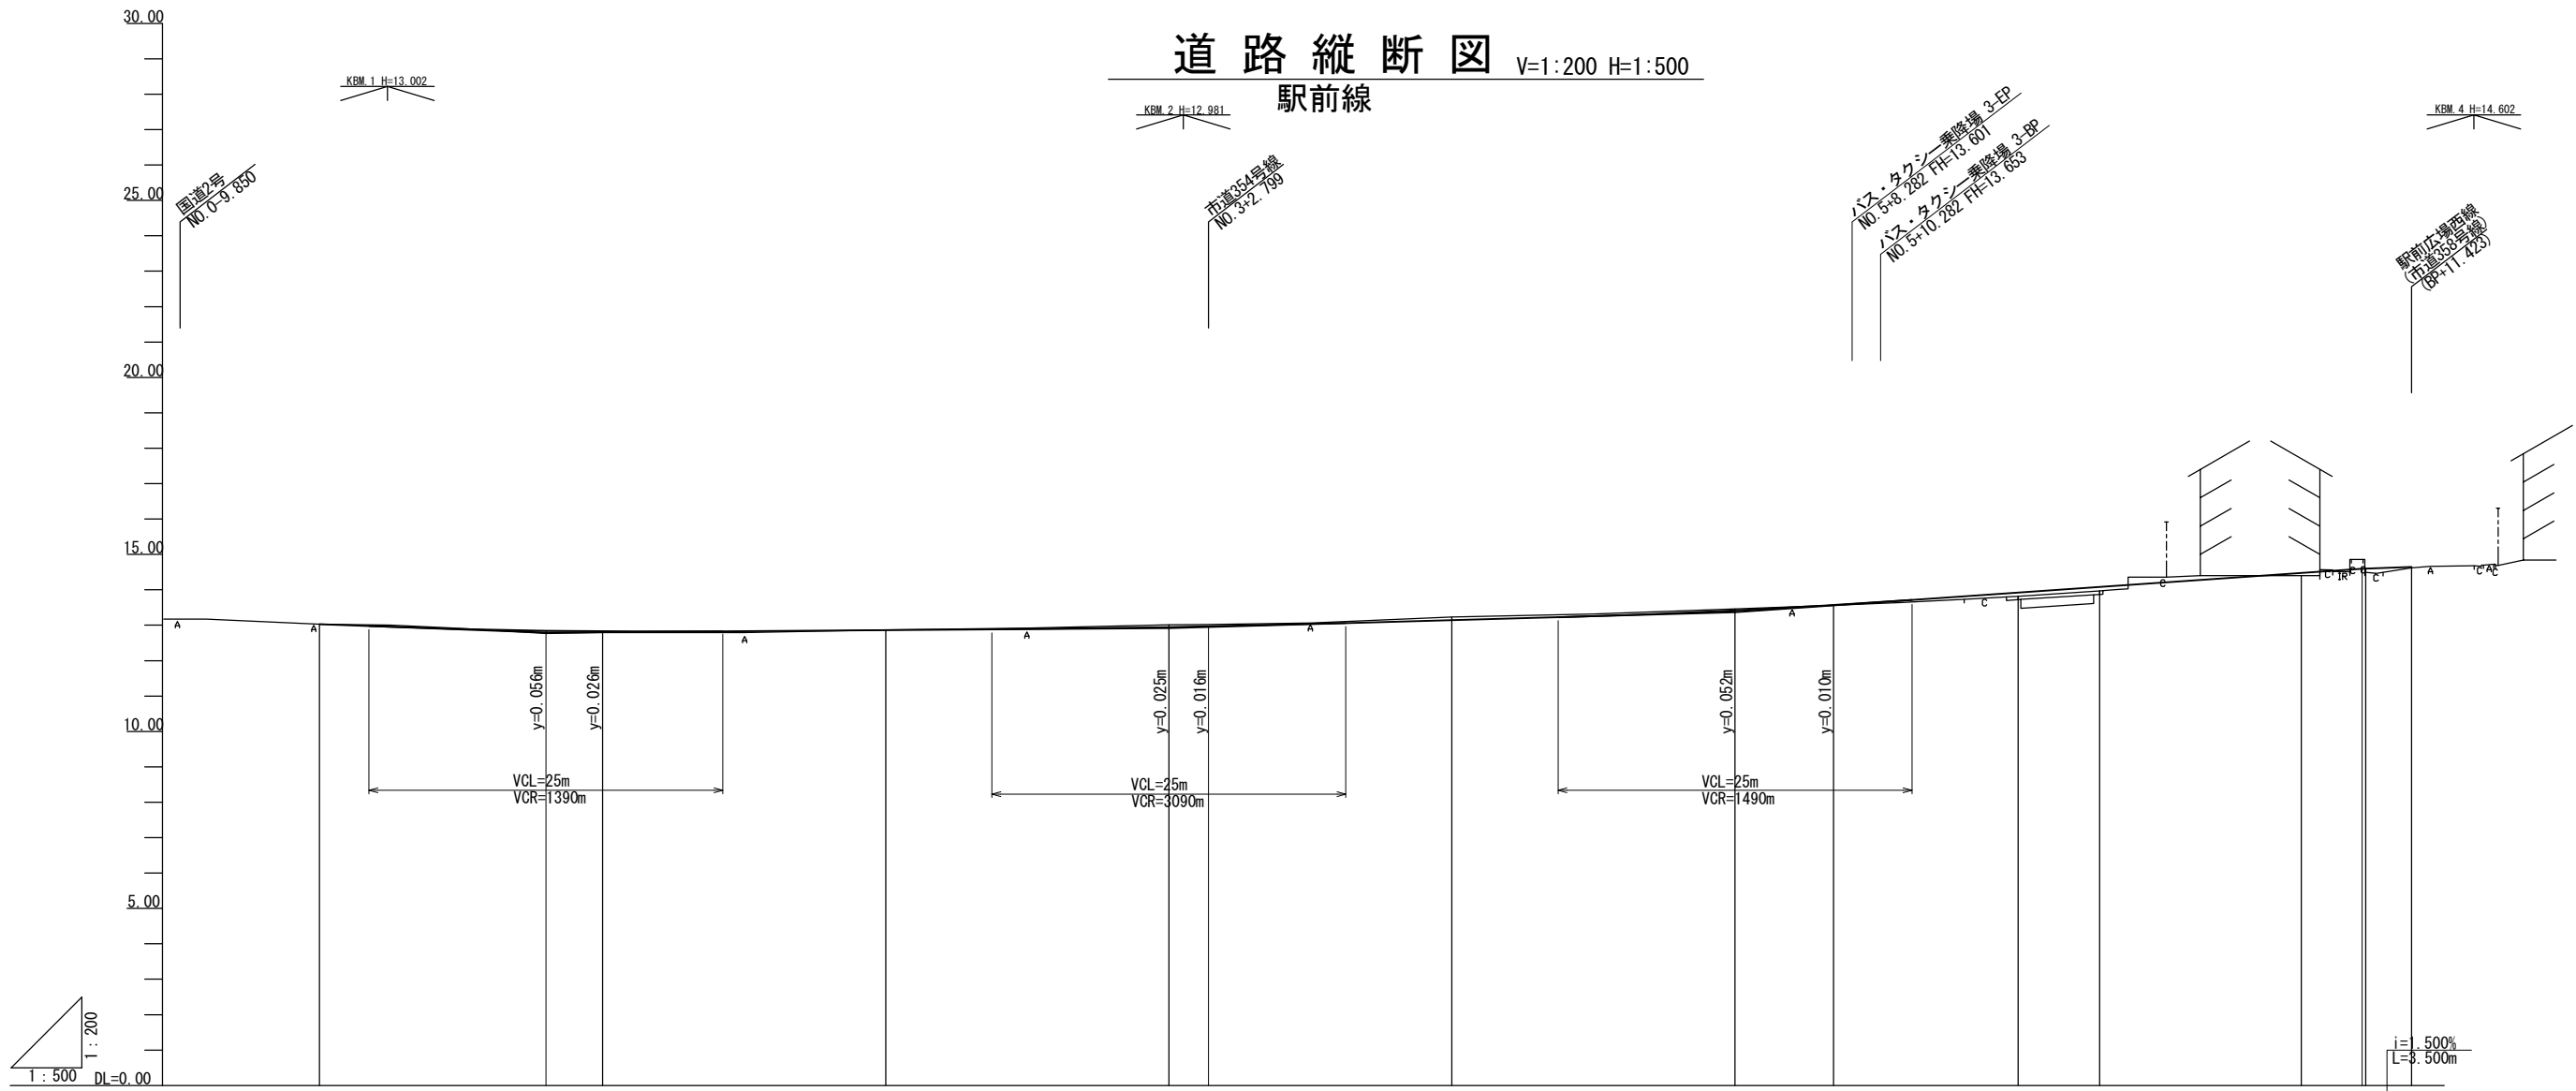 道路縦断図 V=1:200 H=1:500
駅前線
30.00
25.00
20.00
15.00
10.00
5.00
DL=0.00
KBM.1 H=13.002
KBM.2 H=12.981
KBM.4 H=14.602
国道2号
NO.0-9.850
市道354号線
NO.3+2.799
バス・タクシー乗降場 3-EP
NO.5+8.282 FH=13.601
バス・タクシー乗降場 3-BP
NO.5+10.282 FH=13.653
駅前広場西線
(市道358号線)
(BP+11.423)
A
A
A
A
A
A
C
C
C
IR
C
C
C
A
C
A
C
y=0.056m
y=0.026m
y=0.025m
y=0.016m
y=0.052m
y=0.010m
VCL=25m
VCR=1390m
VCL=25m
VCR=3090m
VCL=25m
VCR=1490m
1:200
1:500
i=1.500%
L=3.500m